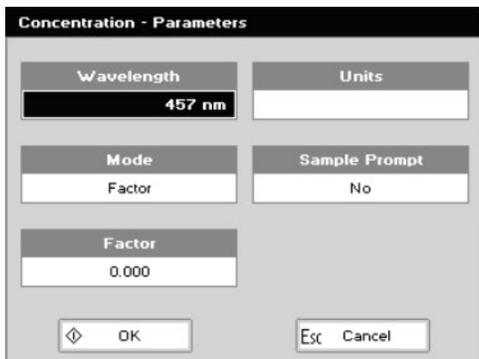 Concentration - Parameters
Wavelength
457 nm
Units
Mode
Factor
Sample Prompt
No
Factor
0.000
OK
Esc Cancel